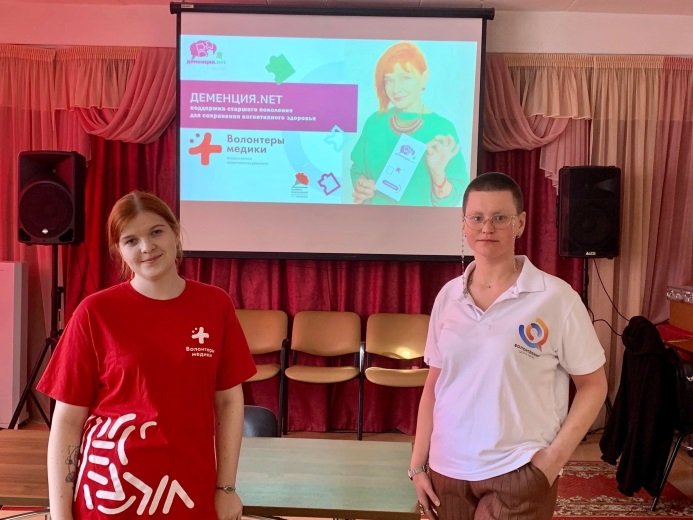 деменция.net
ДЕМЕНЦИЯ.NET
поддержка старшего поколения
для сохранения когнитивного здоровья
Волонтеры
медики
Волонтеры
медики